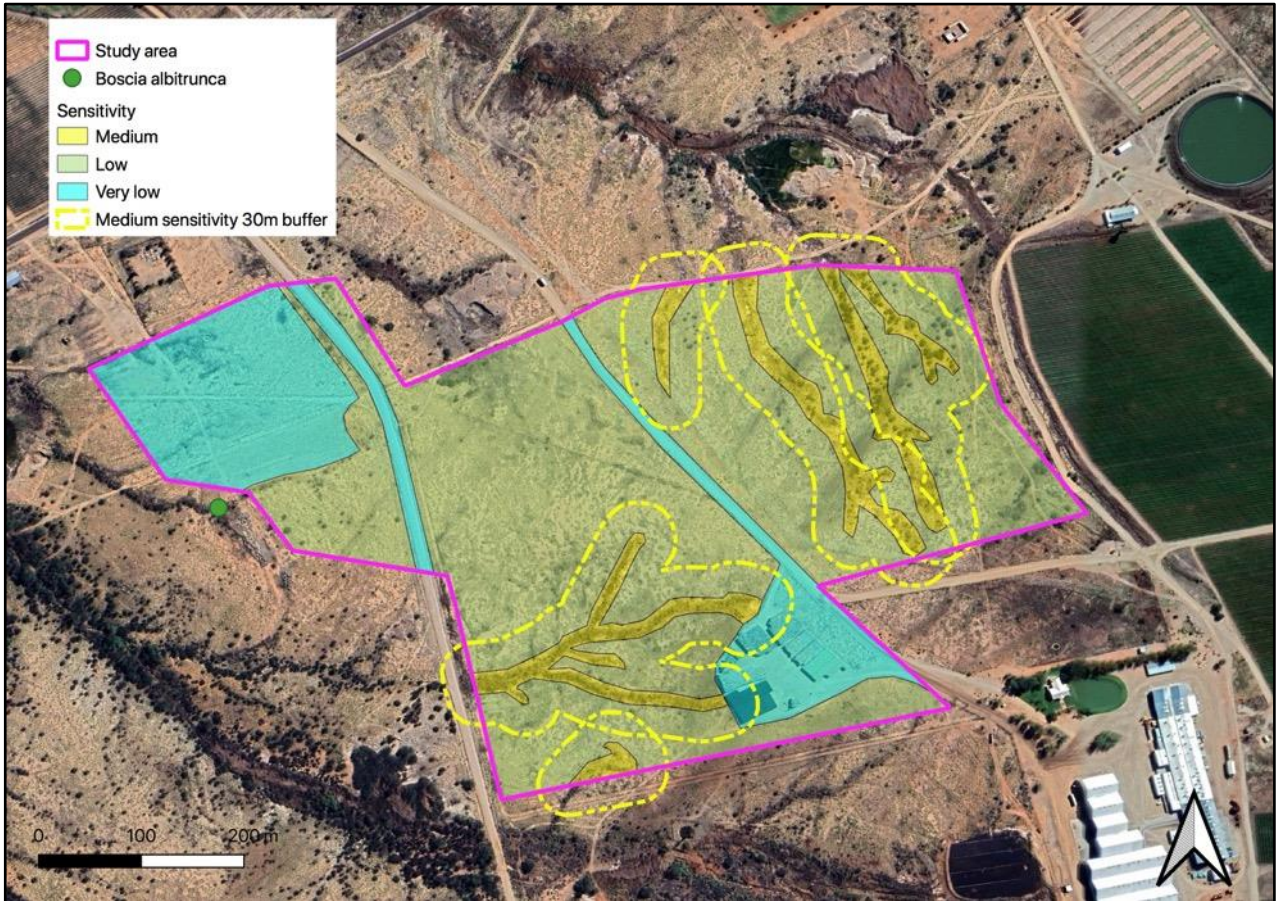 Study area
Boscia albitrunca
Sensitivity
Medium
Low
Very low
Medium sensitivity 30m buffer
0 100 200 m